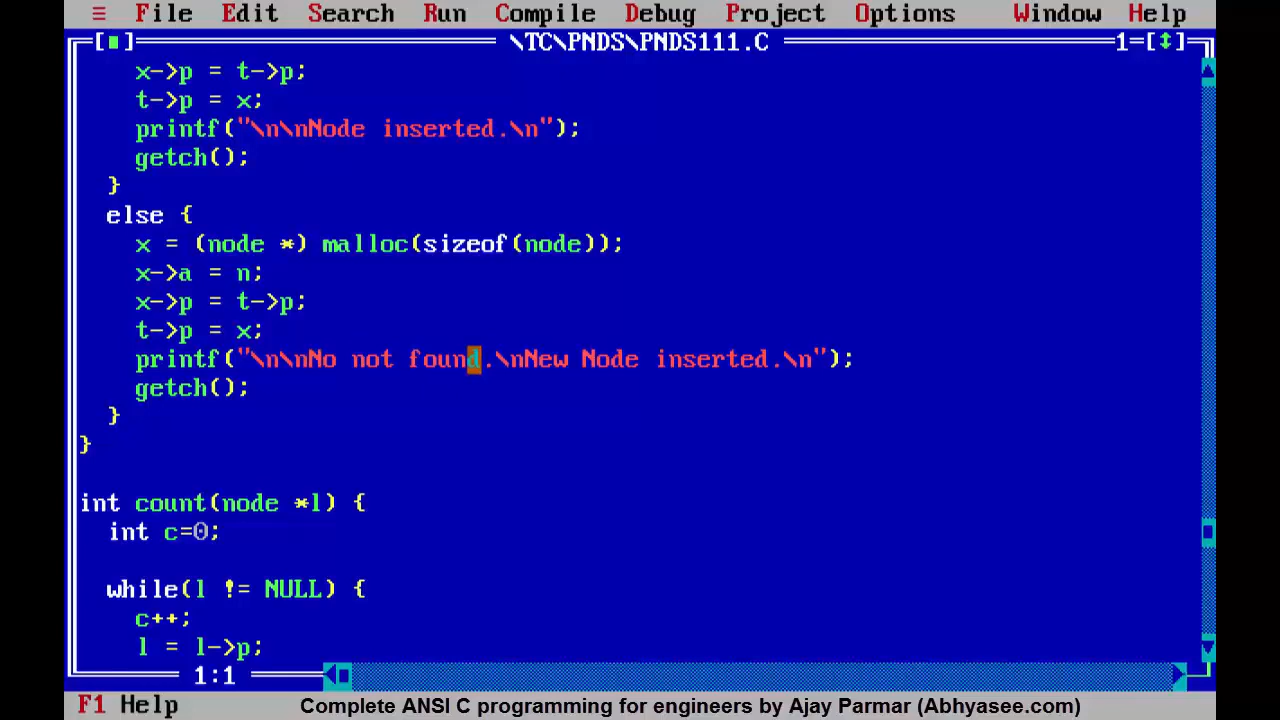 ≡ File Edit Search Run Compile Debug Project Options Window Help
[■] \TC\PNDS\PNDS111.C 1=[↕]
x->p = t->p;
t->p = x;
printf("\n\nNode inserted.\n");
getch();
}
else {
x = (node *) malloc(sizeof(node));
x->a = n;
x->p = t->p;
t->p = x;
printf("\n\nNo not found.\nNew Node inserted.\n");
getch();
}
}
int count(node *l) {
int c=0;
while(l != NULL) {
c++;
l = l->p;
1:1
F1 Help Complete ANSI C programming for engineers by Ajay Parmar (Abhyasee.com)